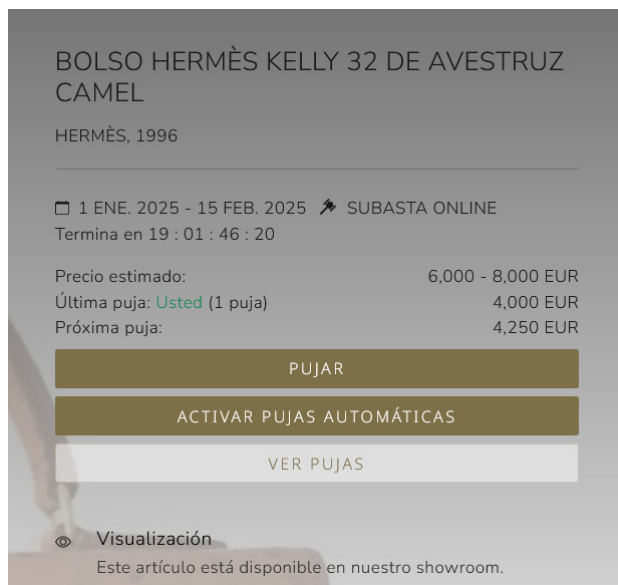 BOLSO HERMÈS KELLY 32 DE AVESTRUZ
CAMEL
HERMÈS, 1996
1 ENE. 2025 - 15 FEB. 2025 SUBASTA ONLINE
Termina en 19 : 01 : 46 : 20
Precio estimado: 6,000 - 8,000 EUR
Última puja: Usted (1 puja) 4,000 EUR
Próxima puja: 4,250 EUR
PUJAR
ACTIVAR PUJAS AUTOMÁTICAS
VER PUJAS
Visualización
Este artículo está disponible en nuestro showroom.